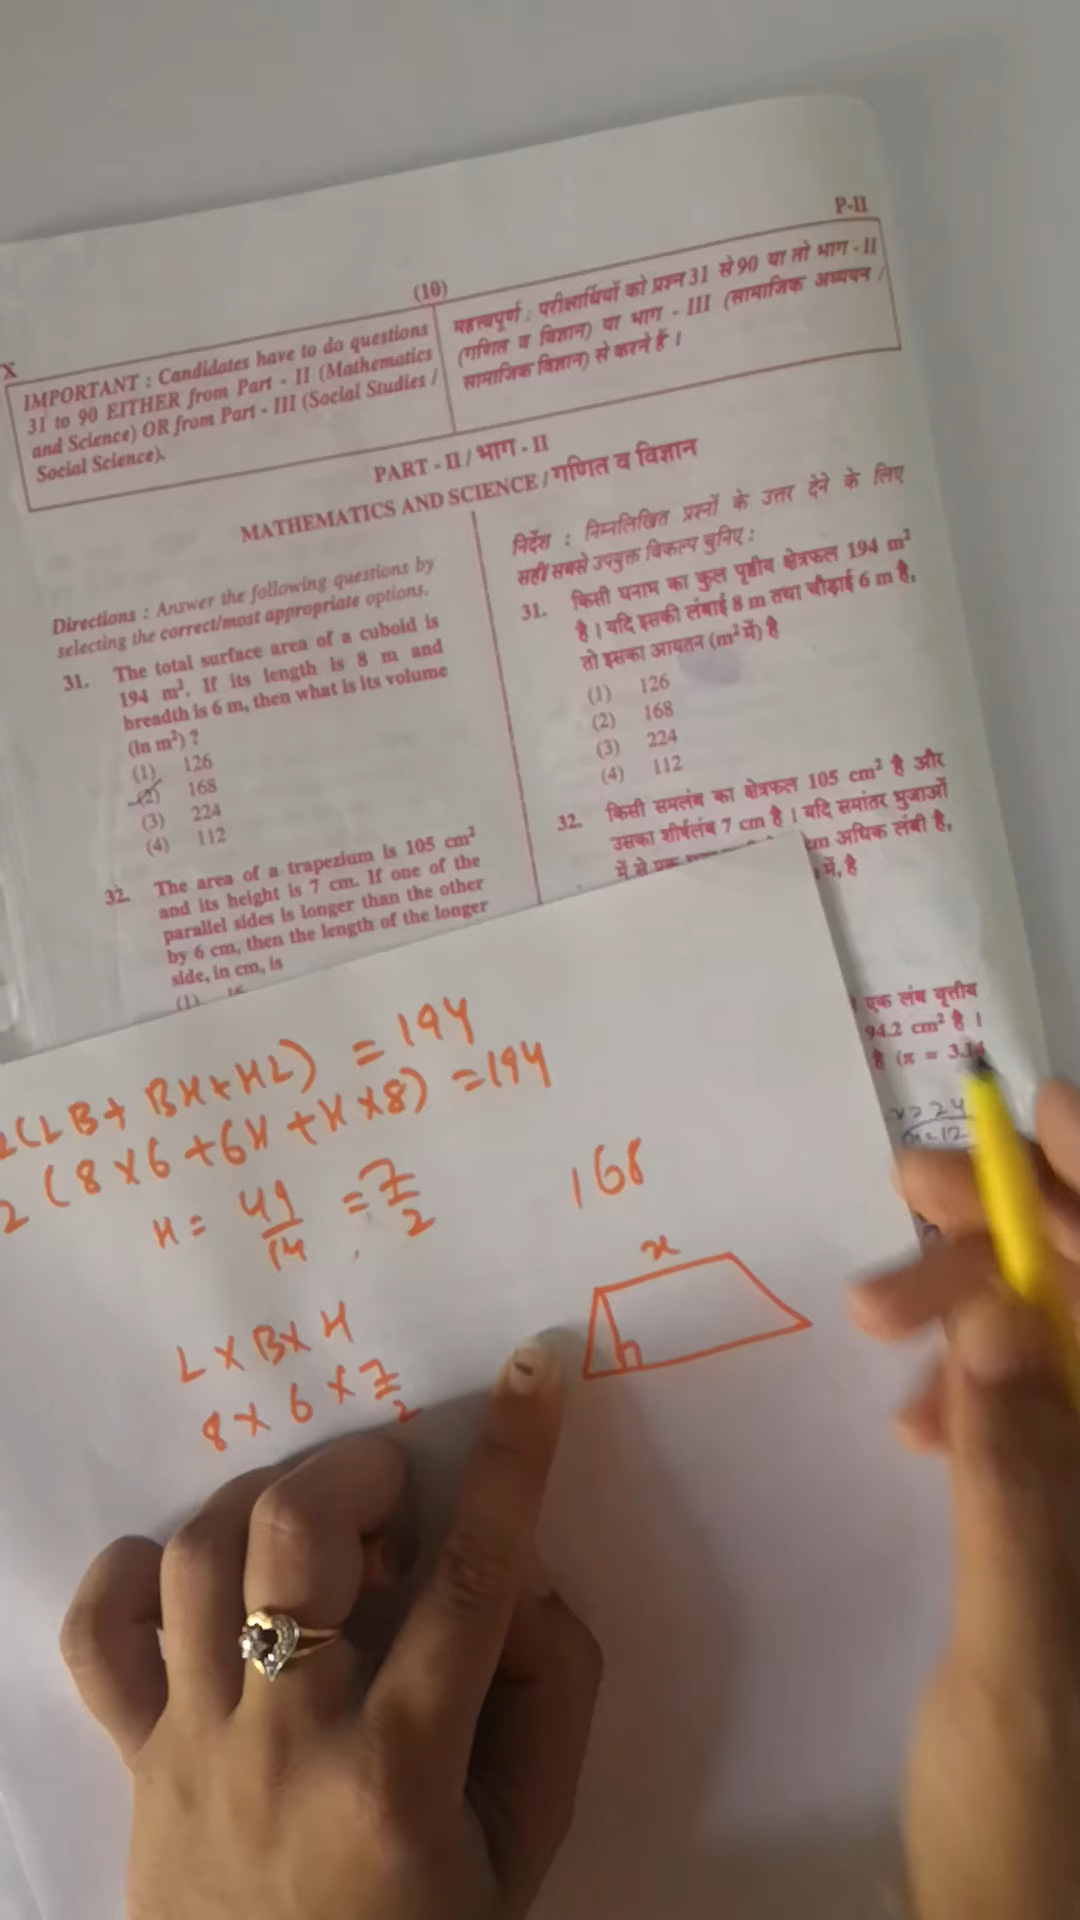 P-II
(10)
X
IMPORTANT : Candidates have to do questions
31 to 90 EITHER from Part - II (Mathematics
and Science) OR from Part - III (Social Studies /
Social Science).
महत्त्वपूर्ण : परीक्षार्थियों को प्रश्न 31 से 90 या तो भाग - II
(गणित व विज्ञान) या भाग - III (सामाजिक अध्ययन /
सामाजिक विज्ञान) से करने हैं ।
PART - II / भाग - II
MATHEMATICS AND SCIENCE / गणित व विज्ञान
Directions : Answer the following questions by
selecting the correct/most appropriate options.
31. The total surface area of a cuboid is
194 m². If its length is 8 m and
breadth is 6 m, then what is its volume
(in m²) ?
(1) 126
(2) 168
(3) 224
(4) 112
32. The area of a trapezium is 105 cm²
and its height is 7 cm. If one of the
parallel sides is longer than the other
by 6 cm, then the length of the longer
side, in cm, is
(1)
निर्देश : निम्नलिखित प्रश्नों के उत्तर देने के लिए
सही/सबसे उपयुक्त विकल्प चुनिए :
31. किसी घनाभ का कुल पृष्ठीय क्षेत्रफल 194 m²
है । यदि इसकी लंबाई 8 m तथा चौड़ाई 6 m है,
तो इसका आयतन (m² में) है
(1) 126
(2) 168
(3) 224
(4) 112
32. किसी समलंब का क्षेत्रफल 105 cm² है और
उसका शीर्षलंब 7 cm है । यदि समांतर भुजाओं
में से एक cm अधिक लंबी है,
में, है
एक लंब वृत्तीय
94.2 cm² है ।
है (π = 3.14
=12
2(LB+ BH+HL) = 194
2 (8×6+6H+H×8) =194
H = 49/14 = 7/2
168
x
h
L×B×H
8×6×7/2